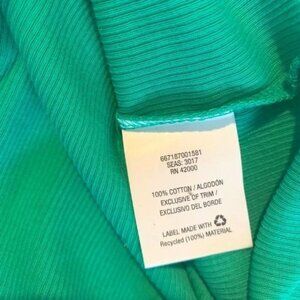 667187001581
SEAS: 3017
RN 42000
100% COTTON / ALGODÓN
EXCLUSIVE OF TRIM /
EXCLUSIVO DEL BORDE
LABEL MADE WITH
Recycled (100%) MATERIAL